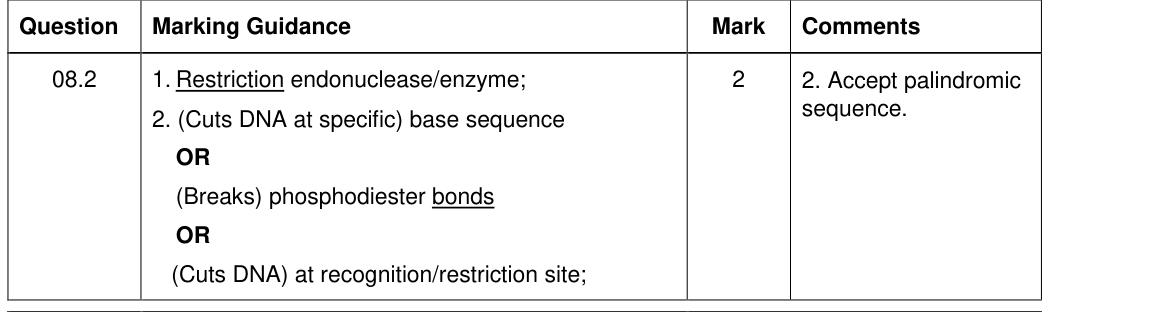 Question Marking Guidance Mark Comments
08.2 1. Restriction endonuclease/enzyme; 2 2. Accept palindromic
sequence.
2. (Cuts DNA at specific) base sequence
OR
(Breaks) phosphodiester bonds
OR
(Cuts DNA) at recognition/restriction site;